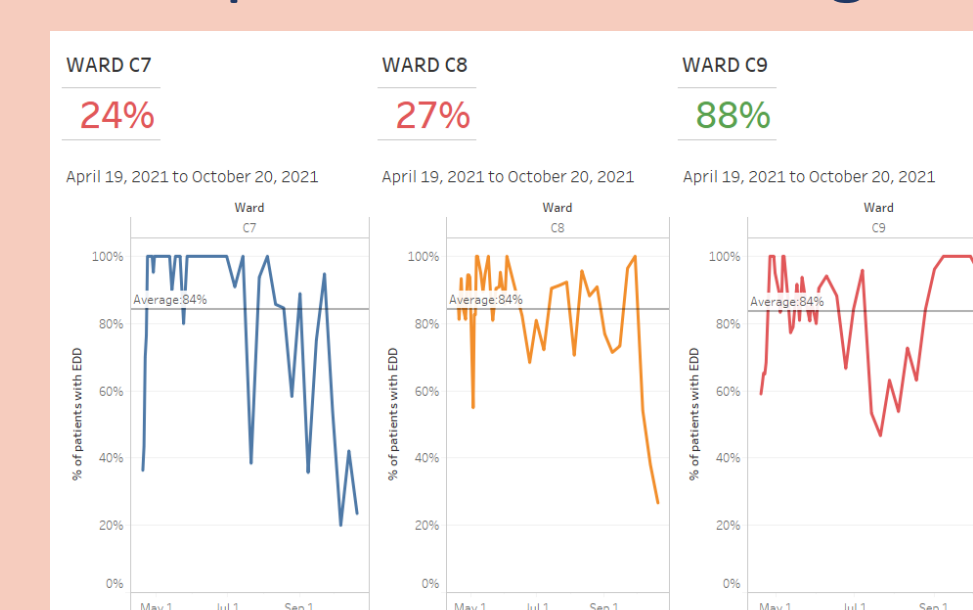 WARD C7
24%
April 19, 2021 to October 20, 2021
Ward
C7
100%
Average:84%
80%
60%
40%
20%
0%
% of patients with EDD
May 1 Jul 1 Sep 1
WARD C8
27%
April 19, 2021 to October 20, 2021
Ward
C8
100%
Average:84%
80%
60%
40%
20%
0%
% of patients with EDD
May 1 Jul 1 Sep 1
WARD C9
88%
April 19, 2021 to October 20, 2021
Ward
C9
100%
Average:84%
80%
60%
40%
20%
0%
% of patients with EDD
May 1 Jul 1 Sep 1